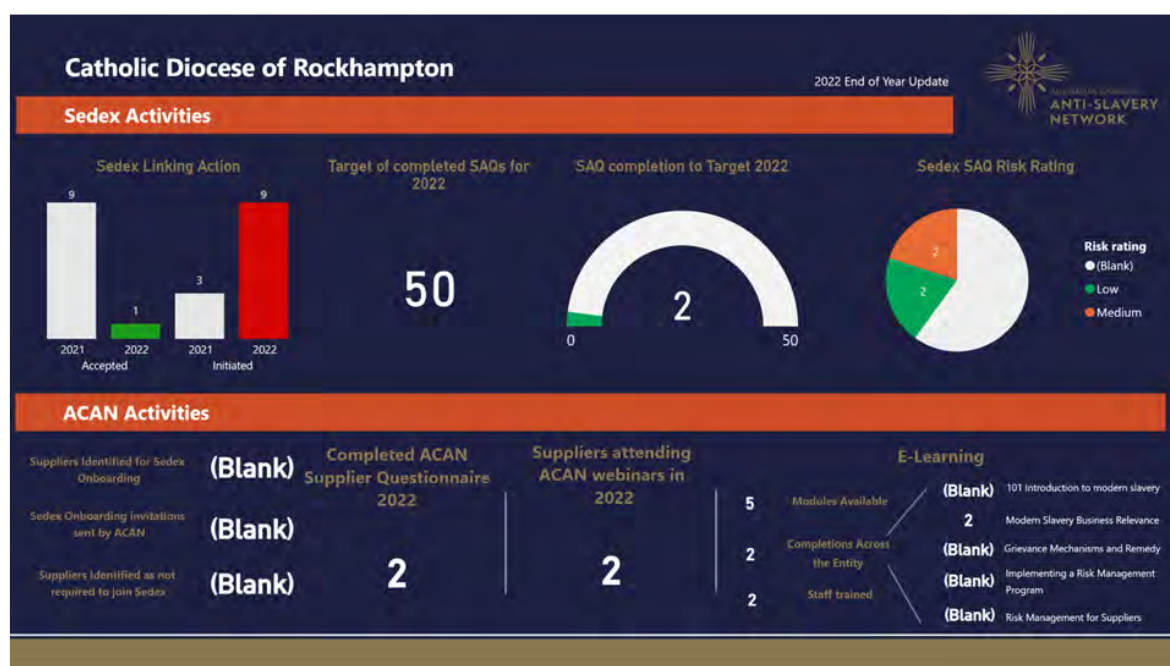 Catholic Diocese of Rockhampton
2022 End of Year Update
ANTI-SLAVERY
NETWORK
Sedex Activities
Sedex Linking Action
9
1
3
9
2021
2022
2021
2022
Accepted
Initiated
Target of completed SAQs for
2022
50
SAQ completion to Target 2022
2
0
50
Sedex SAQ Risk Rating
2
2
Risk rating
(Blank)
Low
Medium
ACAN Activities
Suppliers Identified for Sedex
Onboarding
(Blank)
Sedex Onboarding invitations
sent by ACAN
(Blank)
Suppliers Identified as not
required to join Sedex
(Blank)
Completed ACAN
Supplier Questionnaire
2022
2
Suppliers attending
ACAN webinars in
2022
2
E-Learning
5
Modules Available
2
Completions Across
the Entity
2
Staff trained
(Blank)
101 Introduction to modern slavery
2
Modern Slavery Business Relevance
(Blank)
Grievance Mechanisms and Remedy
(Blank)
Implementing a Risk Management
Program
(Blank)
Risk Management for Suppliers